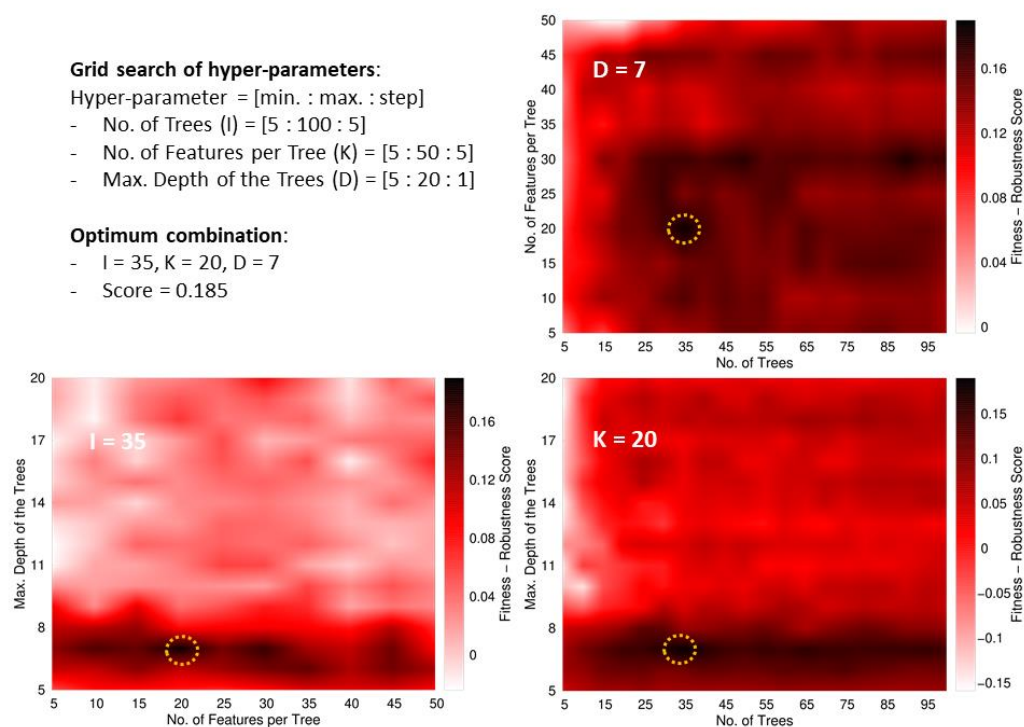 Grid search of hyper-parameters:
Hyper-parameter = [min. : max. : step]
- No. of Trees (I) = [5 : 100 : 5]
- No. of Features per Tree (K) = [5 : 50 : 5]
- Max. Depth of the Trees (D) = [5 : 20 : 1]
Optimum combination:
- I = 35, K = 20, D = 7
- Score = 0.185
D = 7
No. of Features per Tree
50
45
40
35
30
25
20
15
10
5
5 15 25 35 45 55 65 75 85 95
No. of Trees
0.16
0.12
0.08
0.04
0
Fitness – Robustness Score
I = 35
Max. Depth of the Trees
20
17
14
11
8
5
5 10 15 20 25 30 35 40 45 50
No. of Features per Tree
0.16
0.12
0.08
0.04
0
Fitness – Robustness Score
K = 20
Max. Depth of the Trees
20
17
14
11
8
5
5 15 25 35 45 55 65 75 85 95
No. of Trees
0.15
0.1
0.05
0
−0.05
−0.1
−0.15
Fitness – Robustness Score